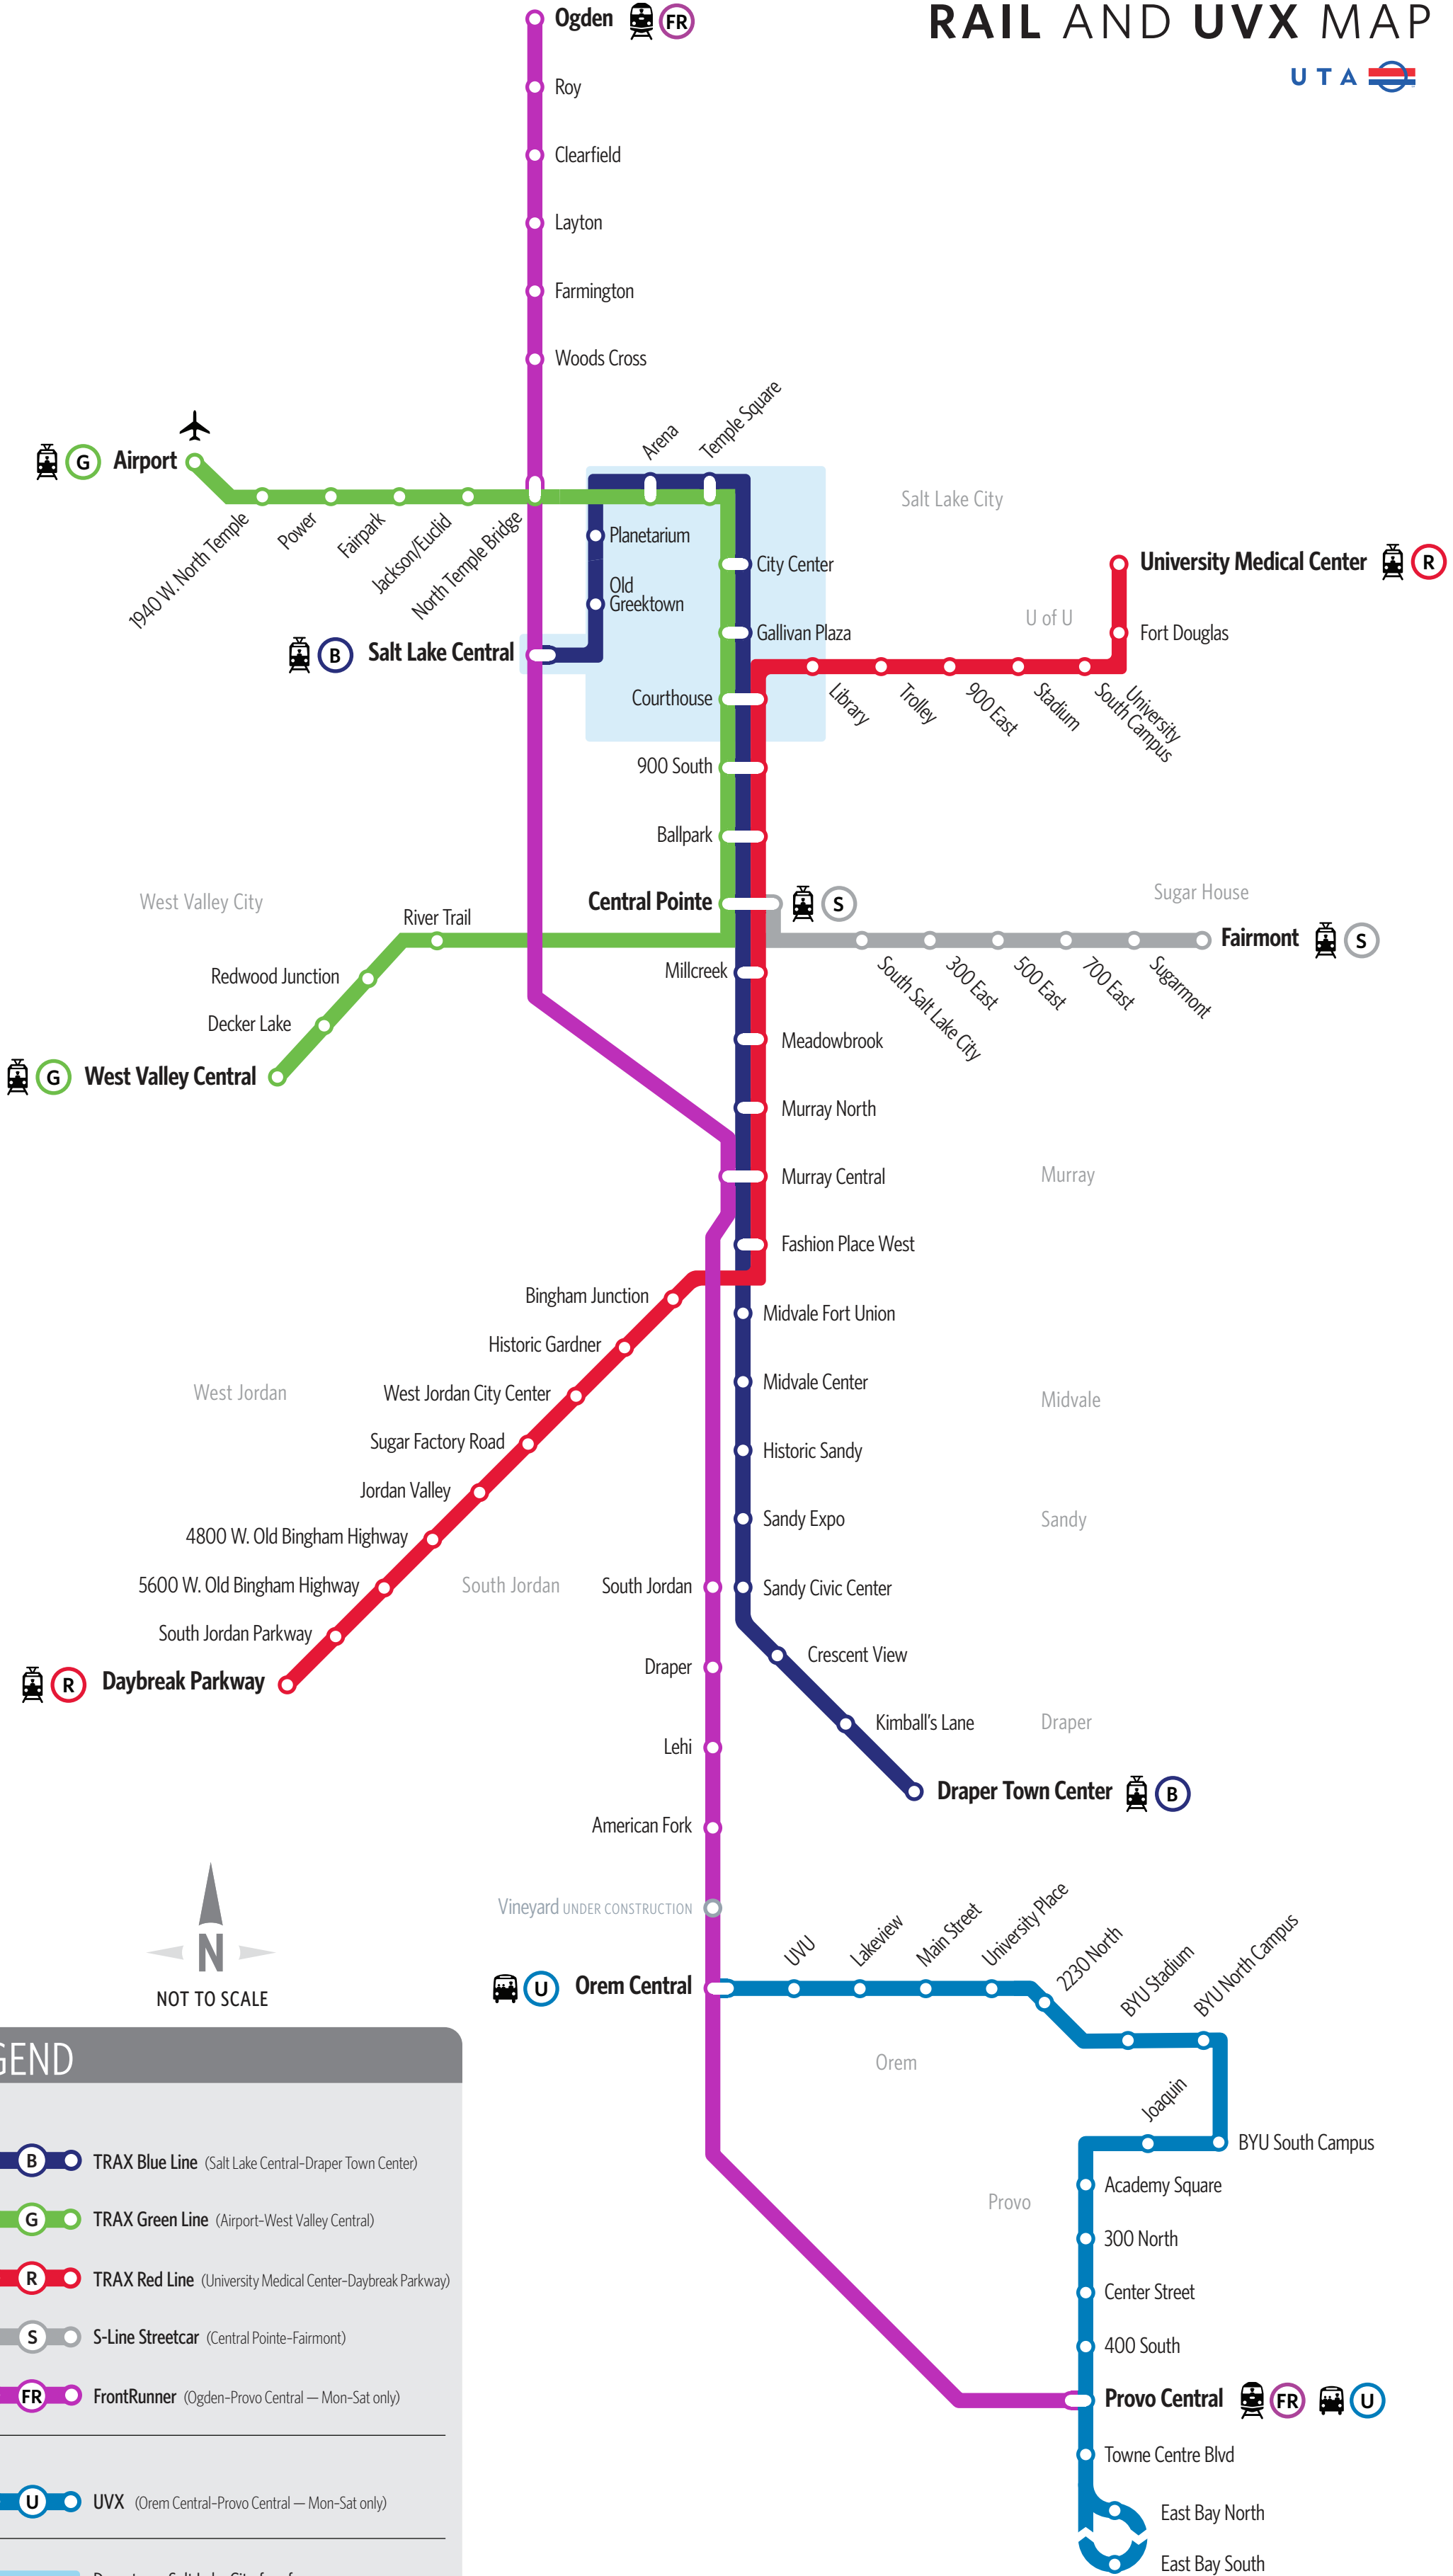 RAIL AND UVX MAP
UTA
Ogden FR
Roy
Clearfield
Layton
Farmington
Woods Cross
Arena
Temple Square
G Airport
Salt Lake City
1940 W. North Temple
Power
Fairpark
Jackson/Euclid
North Temple Bridge
Planetarium
Old
Greektown
City Center
University Medical Center R
B Salt Lake Central
Gallivan Plaza
U of U
Fort Douglas
Courthouse
Library
Trolley
900 East
Stadium
University
South Campus
900 South
Ballpark
West Valley City
Central Pointe S
Sugar House
River Trail
Fairmont S
Redwood Junction
Millcreek
South Salt Lake City
300 East
500 East
700 East
Sugarmont
Decker Lake
Meadowbrook
G West Valley Central
Murray North
Murray Central
Murray
Fashion Place West
Bingham Junction
Midvale Fort Union
Historic Gardner
West Jordan
West Jordan City Center
Midvale Center
Midvale
Sugar Factory Road
Historic Sandy
Jordan Valley
Sandy Expo
Sandy
4800 W. Old Bingham Highway
5600 W. Old Bingham Highway
South Jordan
South Jordan
Sandy Civic Center
South Jordan Parkway
Crescent View
R Daybreak Parkway
Draper
Kimball's Lane
Draper
Lehi
Draper Town Center B
American Fork
Vineyard UNDER CONSTRUCTION
N
NOT TO SCALE
U Orem Central
UVU
Lakeview
Main Street
University Place
2230 North
BYU Stadium
BYU North Campus
Orem
Joaquin
BYU South Campus
Academy Square
Provo
300 North
Center Street
400 South
Provo Central FR U
Towne Centre Blvd
East Bay North
East Bay South
GEND
B TRAX Blue Line (Salt Lake Central-Draper Town Center)
G TRAX Green Line (Airport-West Valley Central)
R TRAX Red Line (University Medical Center-Daybreak Parkway)
S S-Line Streetcar (Central Pointe-Fairmont)
FR FrontRunner (Ogden-Provo Central — Mon-Sat only)
U UVX (Orem Central-Provo Central — Mon-Sat only)